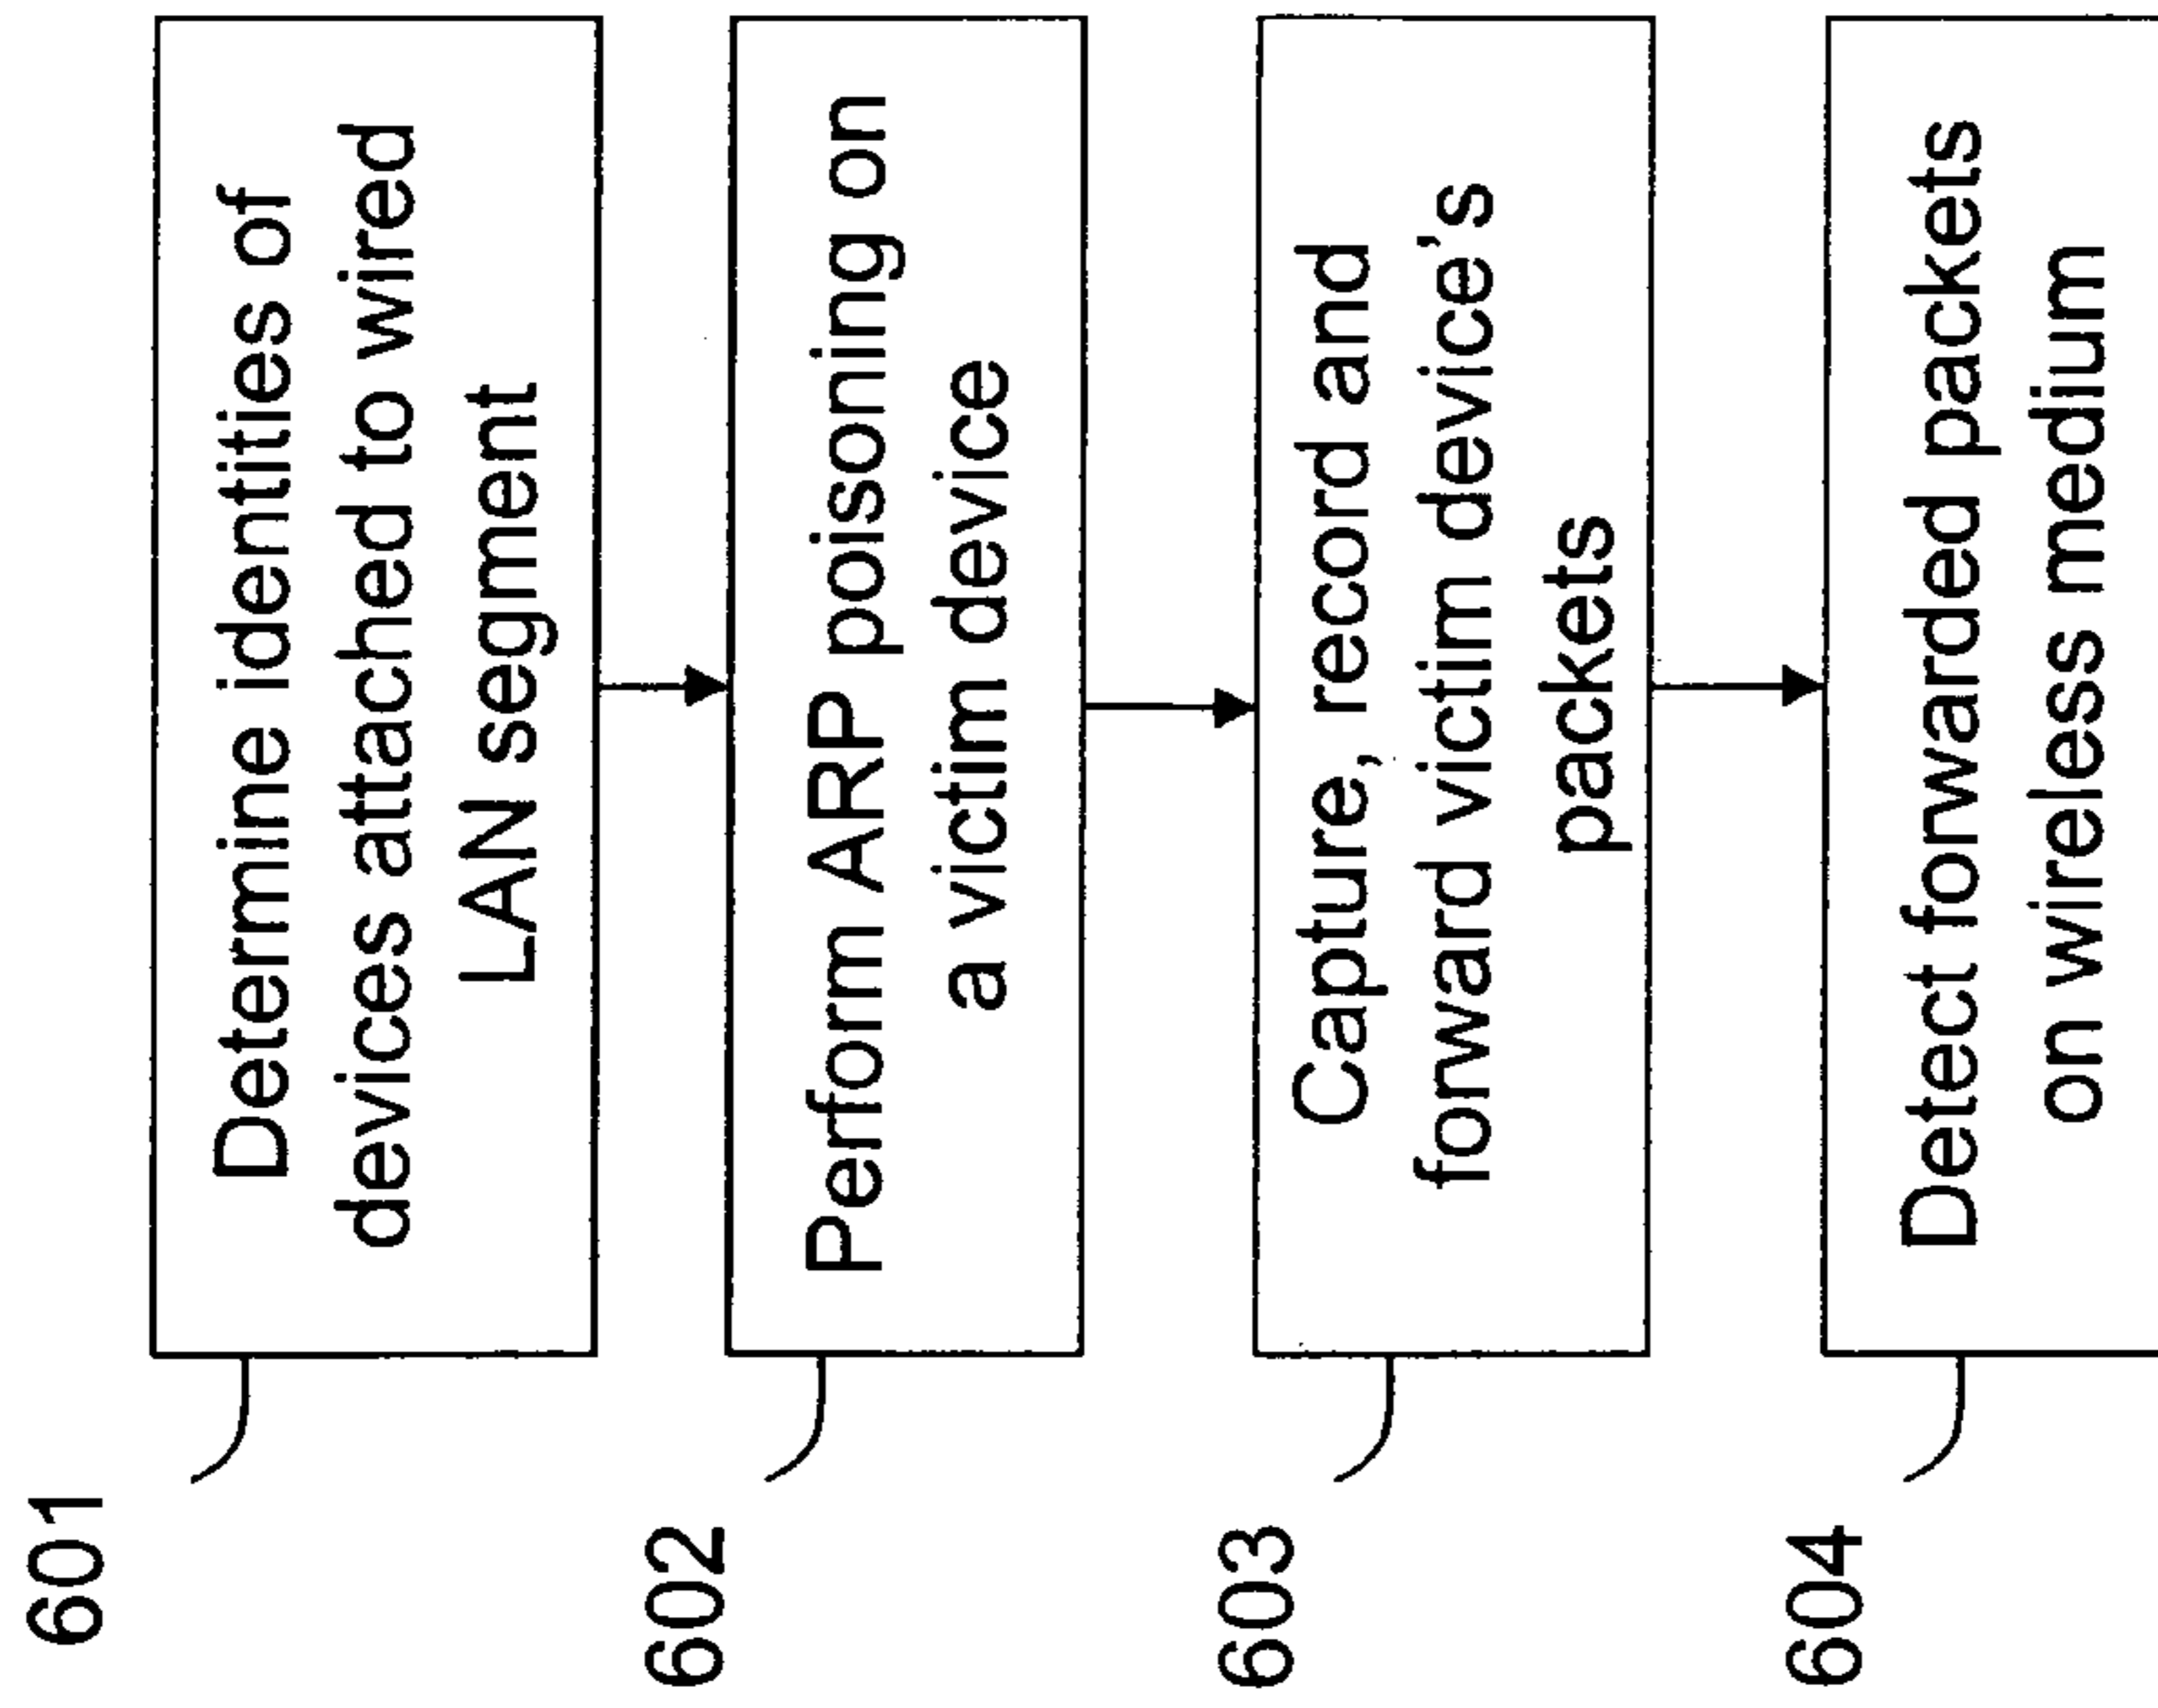 601
Determine identities of
devices attached to wired
LAN segment
602
Perform ARP poisoning on
a victim device
603
Capture, record and
forward victim device's
packets
604
Detect forwarded packets
on wireless medium